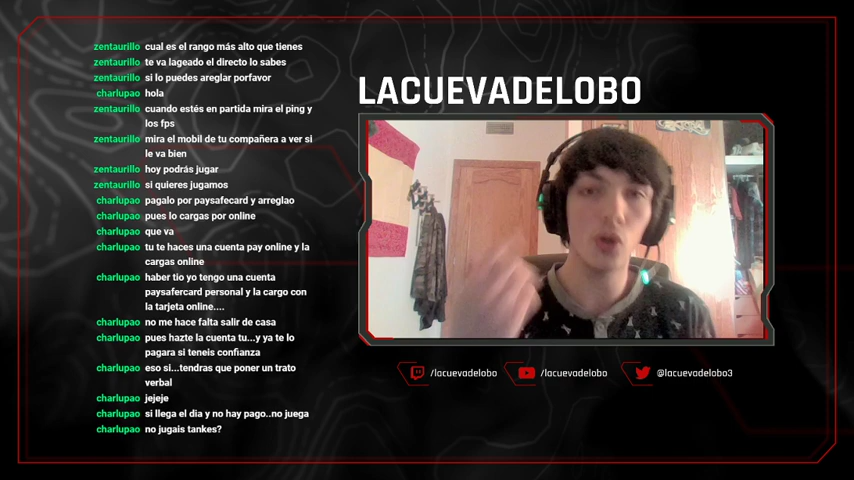 zentaurillo cual es el rango más alto que tienes
zentaurillo te va lageado el directo lo sabes
zentaurillo si lo puedes areglar porfavor
charlupao hola
zentaurillo cuando estés en partida mira el ping y
los fps
zentaurillo mira el mobil de tu compañera a ver si
le va bien
zentaurillo hoy podrás jugar
zentaurillo si quieres jugamos
charlupao pagalo por paysafecard y arreglao
charlupao pues lo cargas por online
charlupao que va
charlupao tu te haces una cuenta pay online y la
cargas online
charlupao haber tio yo tengo una cuenta
paysafercard personal y la cargo con
la tarjeta online....
charlupao no me hace falta salir de casa
charlupao pues hazte la cuenta tu...y ya te lo
pagara si teneis confianza
charlupao eso si...tendras que poner un trato
verbal
charlupao jejeje
charlupao si llega el dia y no hay pago..no juega
charlupao no jugais tankes?
LACUEVADELOBO
/lacuevadelobo /lacuevadelobo @lacuevadelobo3